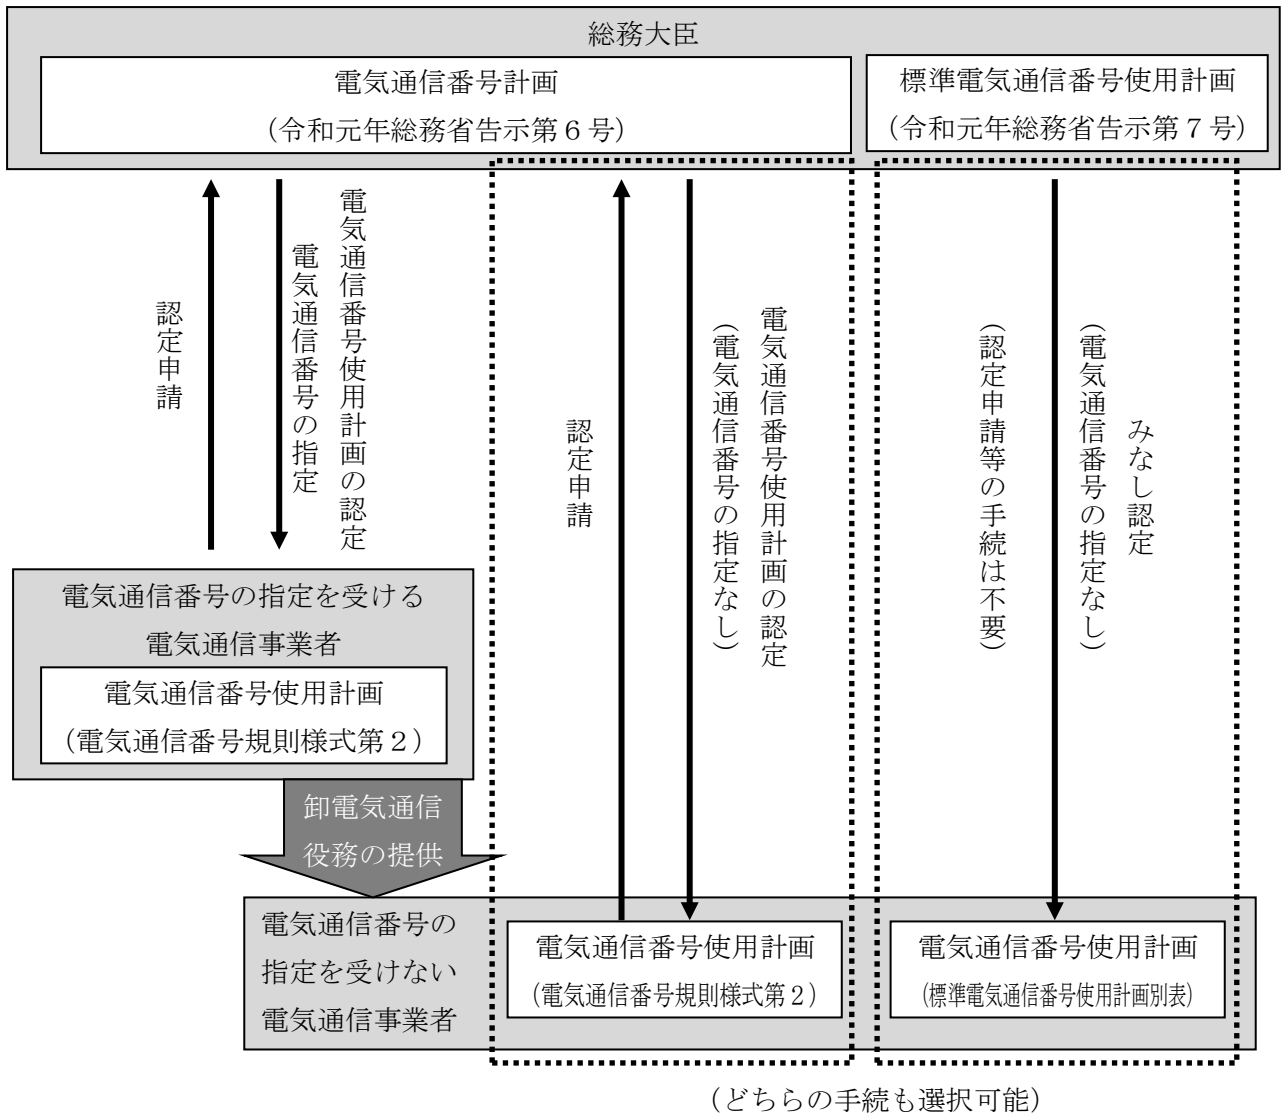 総務大臣
電気通信番号計画
（令和元年総務省告示第６号）
標準電気通信番号使用計画
（令和元年総務省告示第７号）
認定申請
電気通信番号使用計画の認定
電気通信番号の指定
認定申請
電気通信番号使用計画の認定
（電気通信番号の指定なし）
みなし認定
（電気通信番号の指定なし）
（認定申請等の手続は不要）
電気通信番号の指定を受ける
電気通信事業者
電気通信番号使用計画
（電気通信番号規則様式第２）
卸電気通信
役務の提供
電気通信番号の
指定を受けない
電気通信事業者
電気通信番号使用計画
（電気通信番号規則様式第２）
電気通信番号使用計画
（標準電気通信番号使用計画別表）
（どちらの手続も選択可能）